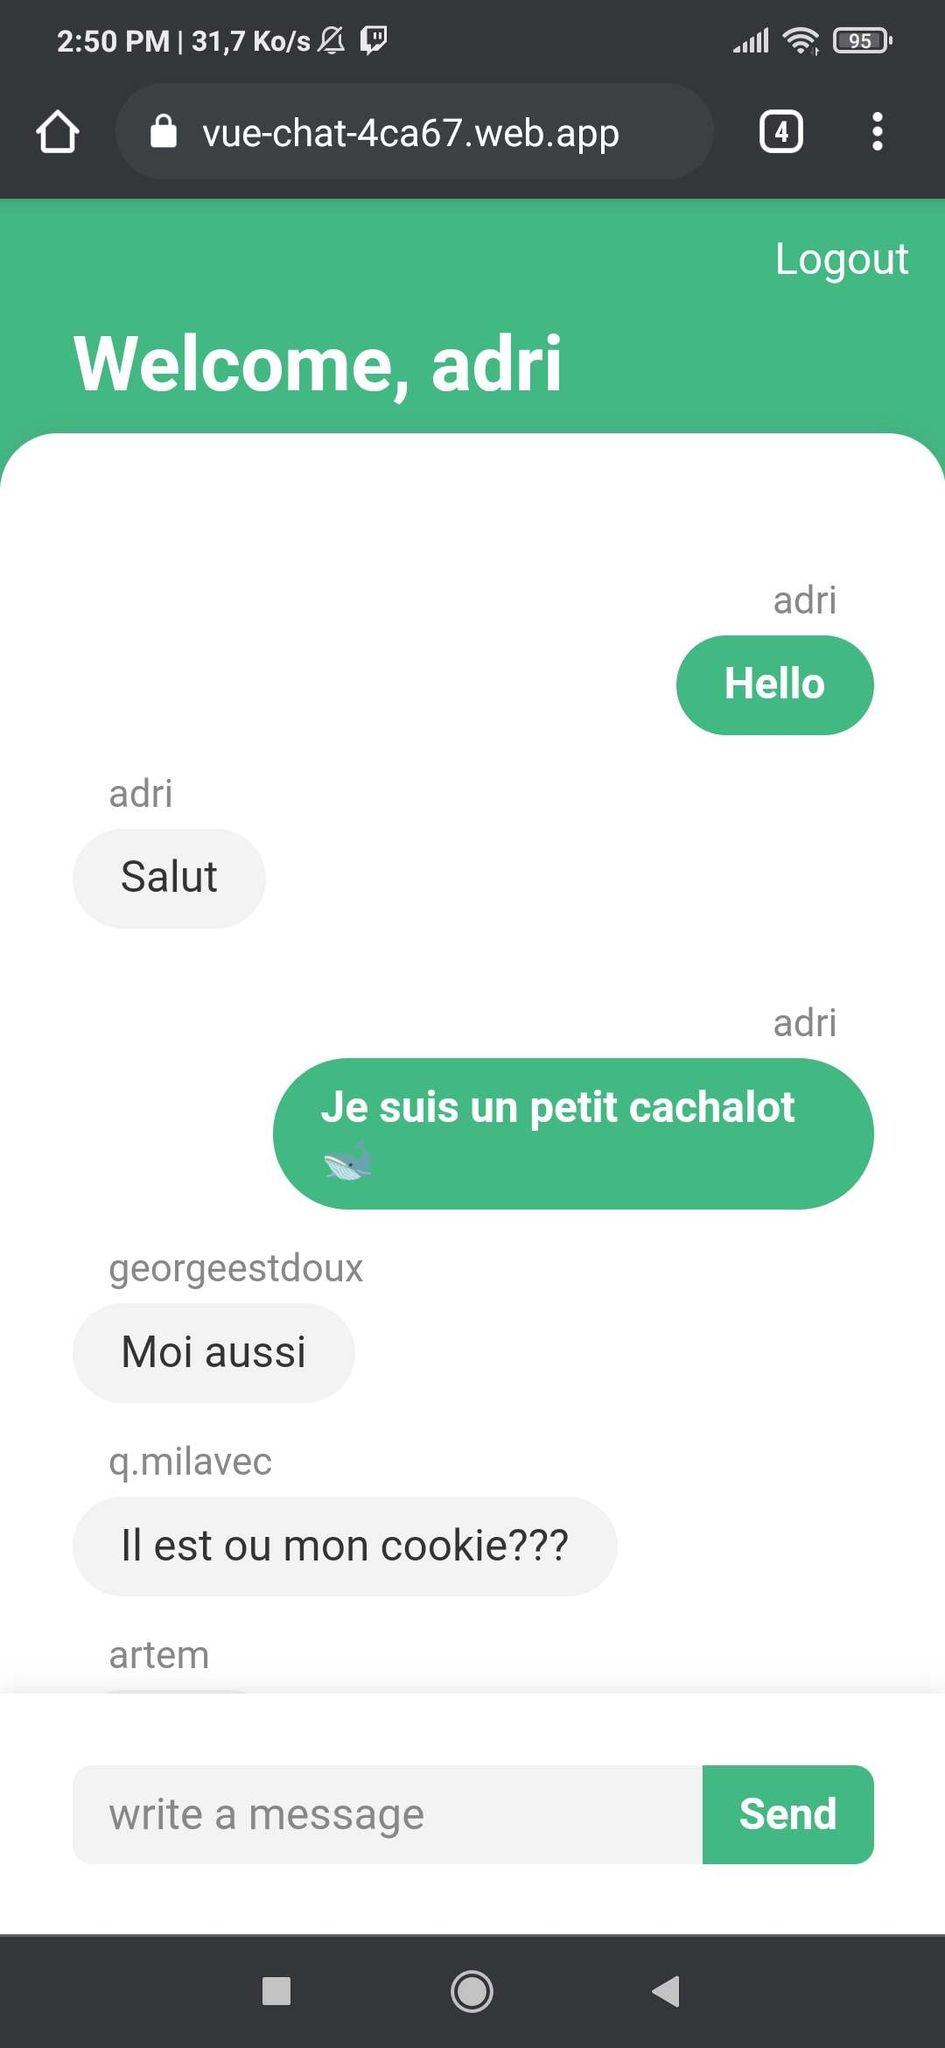 2:50 PM | 31,7 Ko/s 95
vue-chat-4ca67.web.app 4
Logout
Welcome, adri
adri
Hello
adri
Salut
adri
Je suis un petit cachalot
🐳
georgeestdoux
Moi aussi
q.milavec
Il est ou mon cookie???
artem
write a message
Send